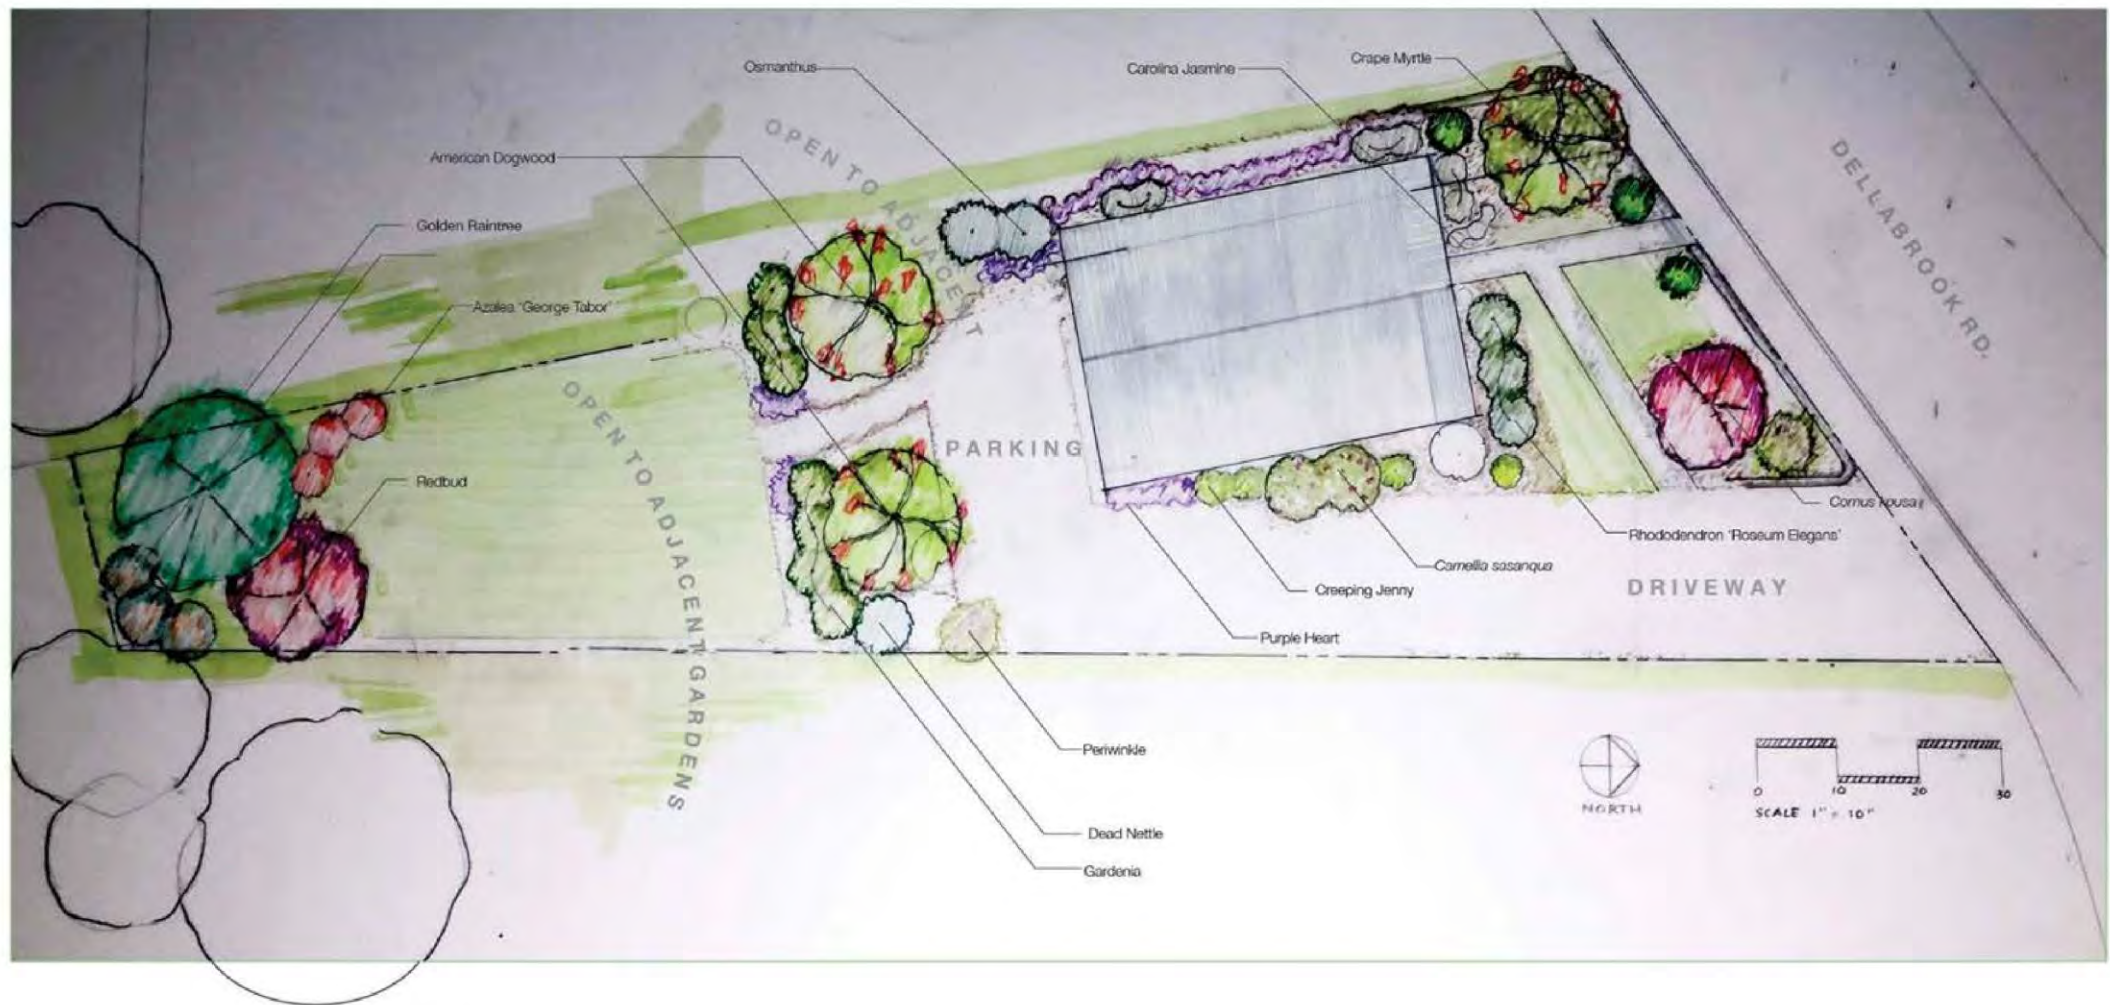 Osmanthus
Carolina Jasmine
Crape Myrtle
American Dogwood
OPEN TO ADJACENT
DELLABROOK RD.
Golden Raintree
Azalea 'George Tabor'
OPEN TO ADJACENT GARDENS
PARKING
Redbud
Cornus kousa
Rhododendron 'Roseum Elegans'
Camellia sasanqua
Creeping Jenny
DRIVEWAY
Purple Heart
Periwinkle
Dead Nettle
Gardenia
NORTH
0 10 20 30
SCALE 1" = 10"